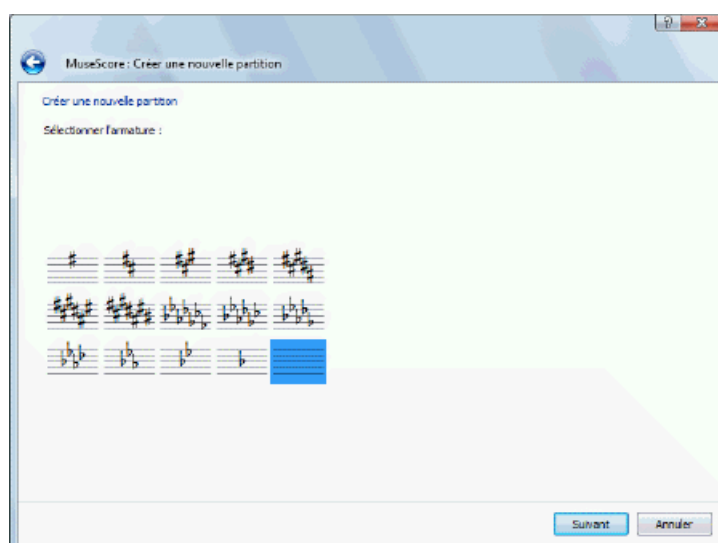 MuseScore : Créer une nouvelle partition
Créer une nouvelle partition
Sélectionner l'armature :
Suivant
Annuler